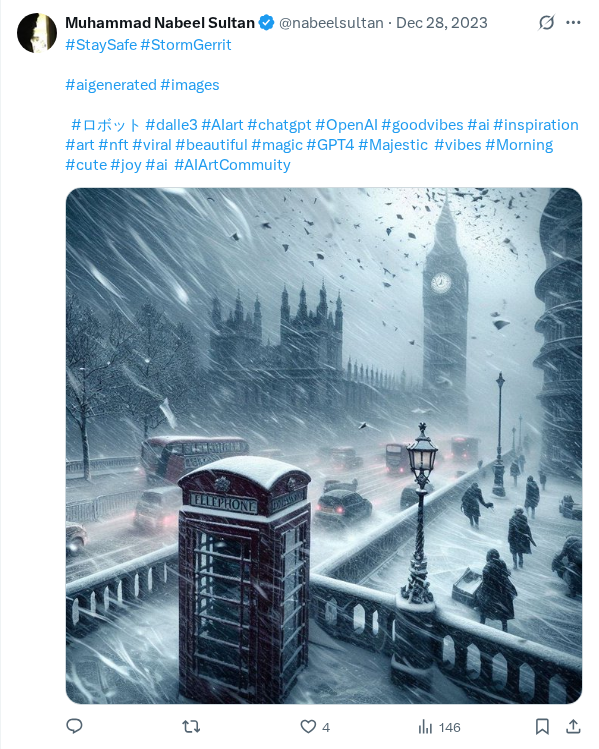 Muhammad Nabeel Sultan @nabeelsultan · Dec 28, 2023
#StaySafe #StormGerrit
#aigenerated #images
#ロボット #dalle3 #AIart #chatgpt #OpenAI #goodvibes #ai #inspiration
#art #nft #viral #beautiful #magic #GPT4 #Majestic #vibes #Morning
#cute #joy #ai #AIArtCommuity
TELEPHONE
4
146